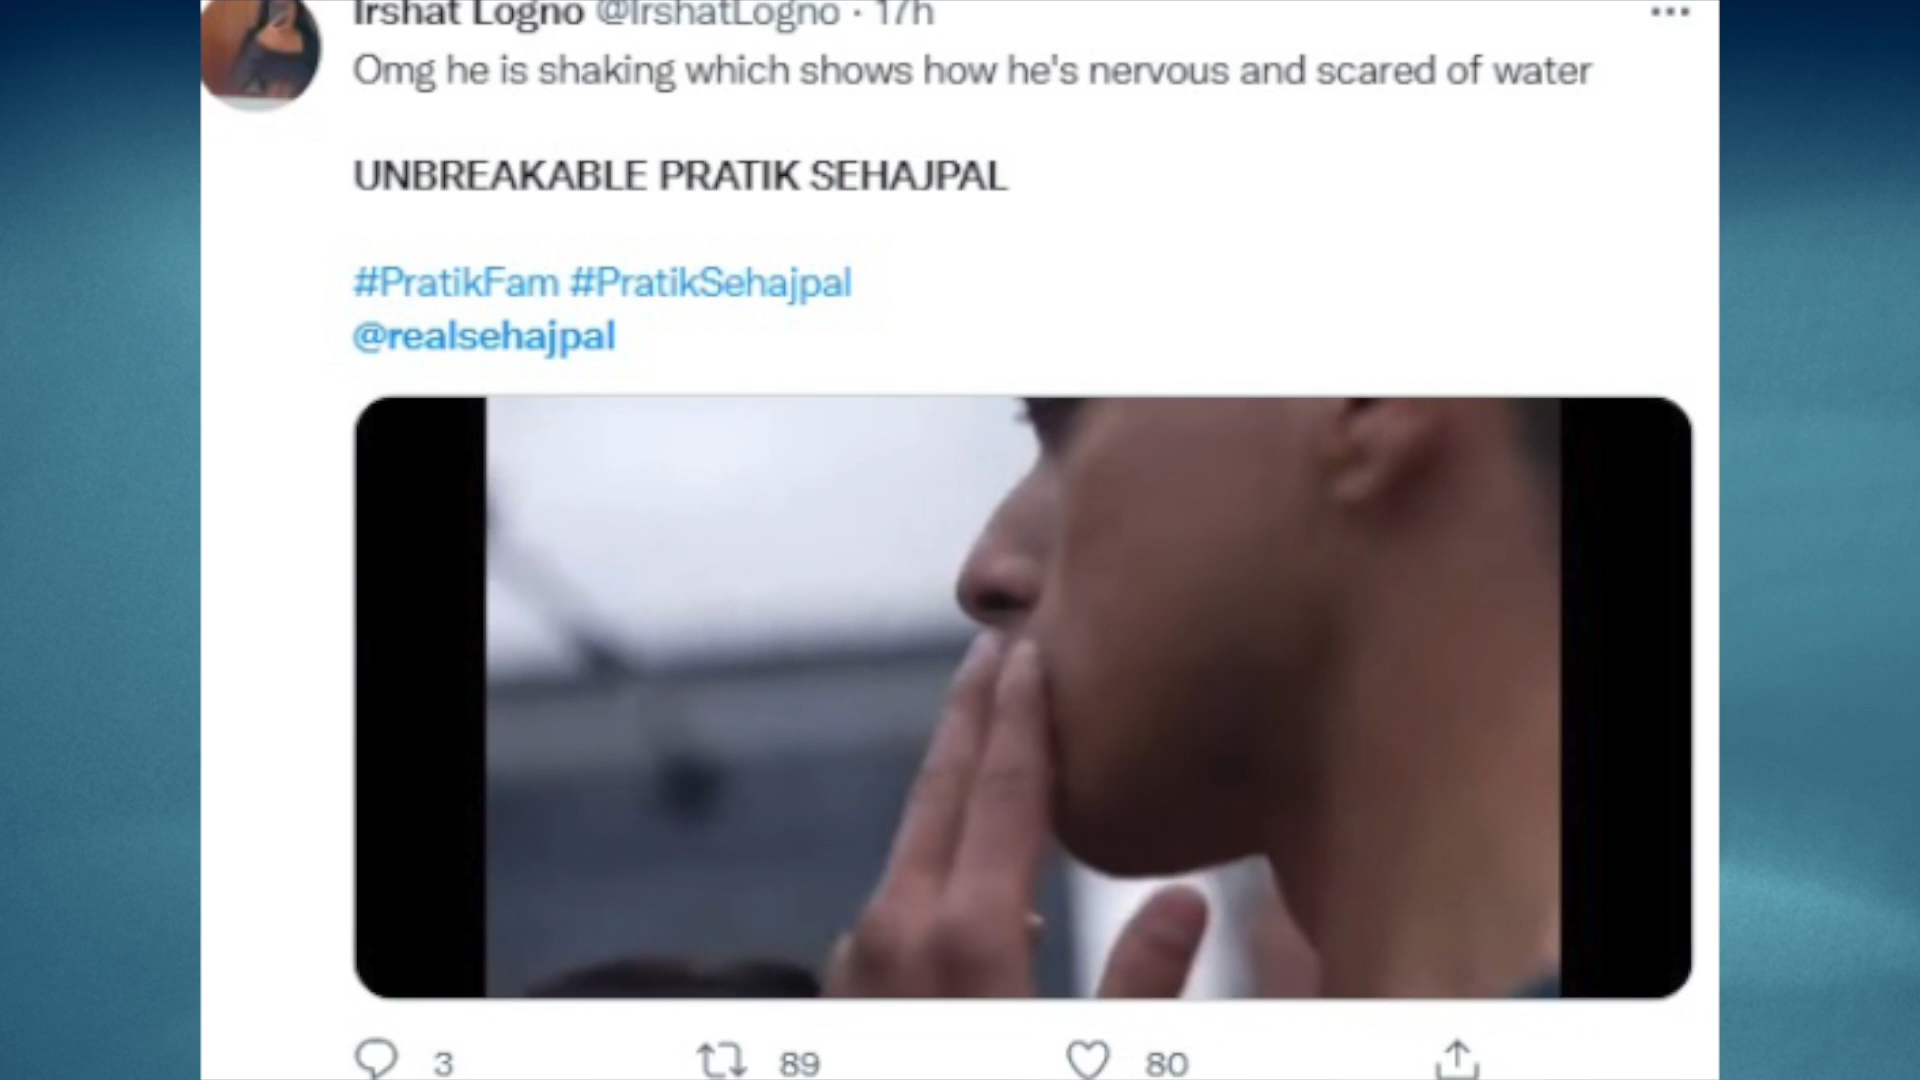 Irshat Logno @IrshatLogno · 17h
Omg he is shaking which shows how he's nervous and scared of water
UNBREAKABLE PRATIK SEHAJPAL
#PratikFam #PratikSehajpal
@realsehajpal
3 89 80